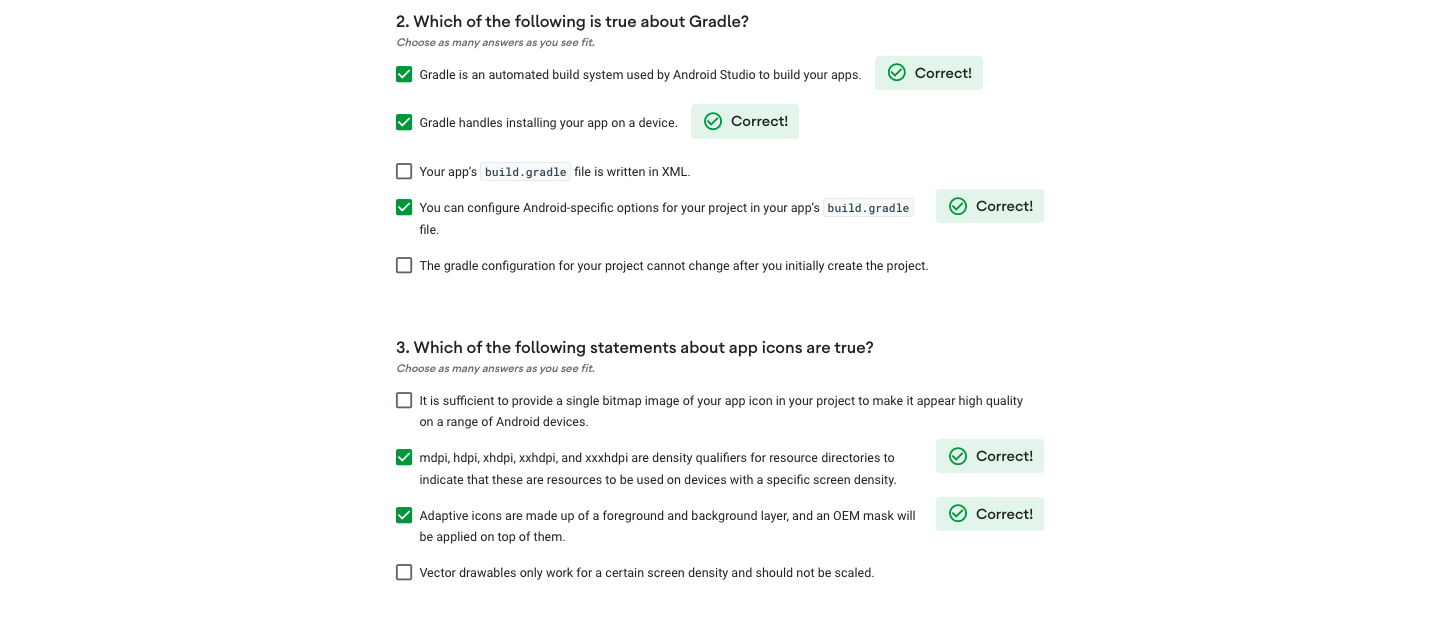 2. Which of the following is true about Gradle?
Choose as many answers as you see fit.
Gradle is an automated build system used by Android Studio to build your apps. Correct!
Gradle handles installing your app on a device. Correct!
Your app’s build.gradle file is written in XML.
You can configure Android-specific options for your project in your app’s build.gradle Correct!
file.
The gradle configuration for your project cannot change after you initially create the project.
3. Which of the following statements about app icons are true?
Choose as many answers as you see fit.
It is sufficient to provide a single bitmap image of your app icon in your project to make it appear high quality
on a range of Android devices.
mdpi, hdpi, xhdpi, xxhdpi, and xxxhdpi are density qualifiers for resource directories to Correct!
indicate that these are resources to be used on devices with a specific screen density.
Adaptive icons are made up of a foreground and background layer, and an OEM mask will Correct!
be applied on top of them.
Vector drawables only work for a certain screen density and should not be scaled.